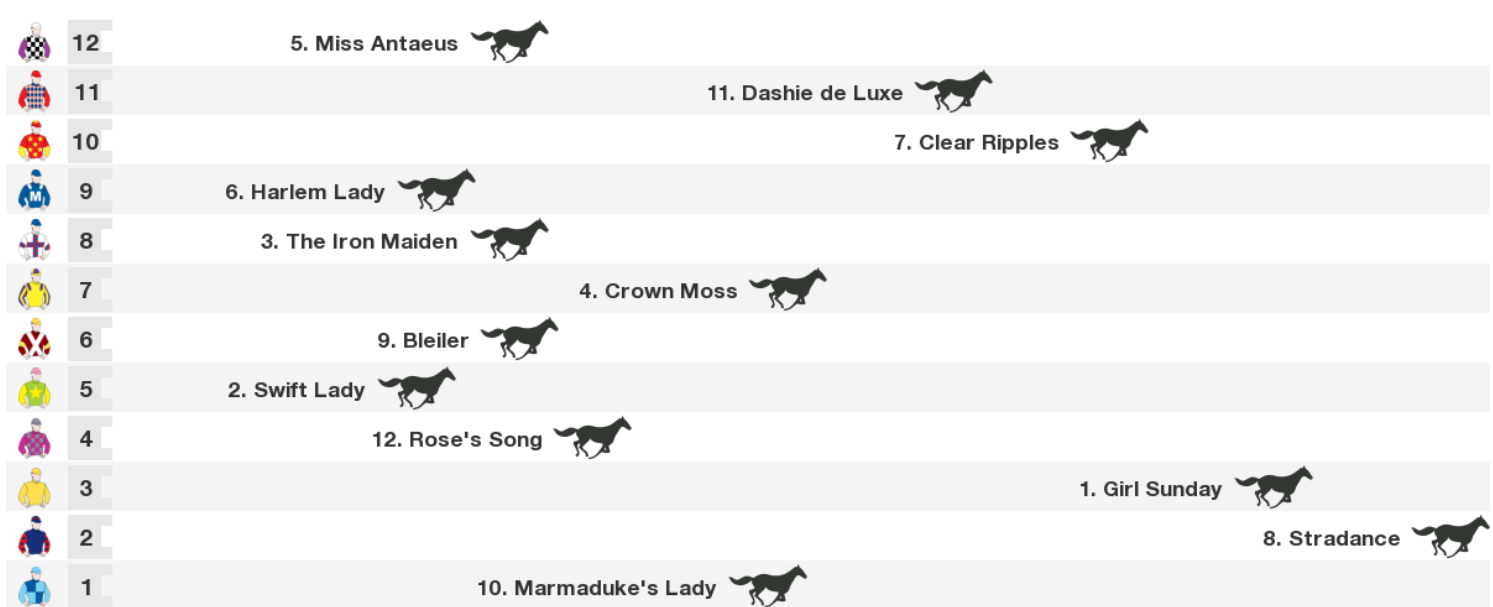 12 5. Miss Antaeus
11 11. Dashie de Luxe
10 7. Clear Ripples
9 6. Harlem Lady
M
8 3. The Iron Maiden
7 4. Crown Moss
6 9. Bleiler
5 2. Swift Lady
4 12. Rose's Song
3 1. Girl Sunday
2 8. Stradance
1 10. Marmaduke's Lady